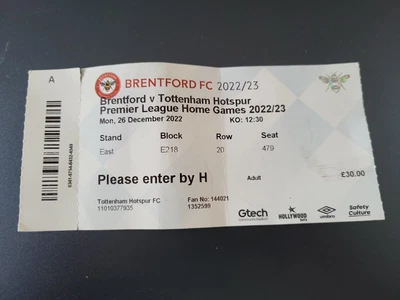 A
BRENTFORD FC 2022/23
Brentford v Tottenham Hotspur
Premier League Home Games 2022/23
Mon, 26 December 2022 KO: 12:30
Stand Block Row Seat
East E218 20 479
Please enter by H Adult £30.00
Tottenham Hotspur FC Fan No: 144021
11010377935 1352599
Gtech HOLLYWOOD bets UMBRO Safety Culture